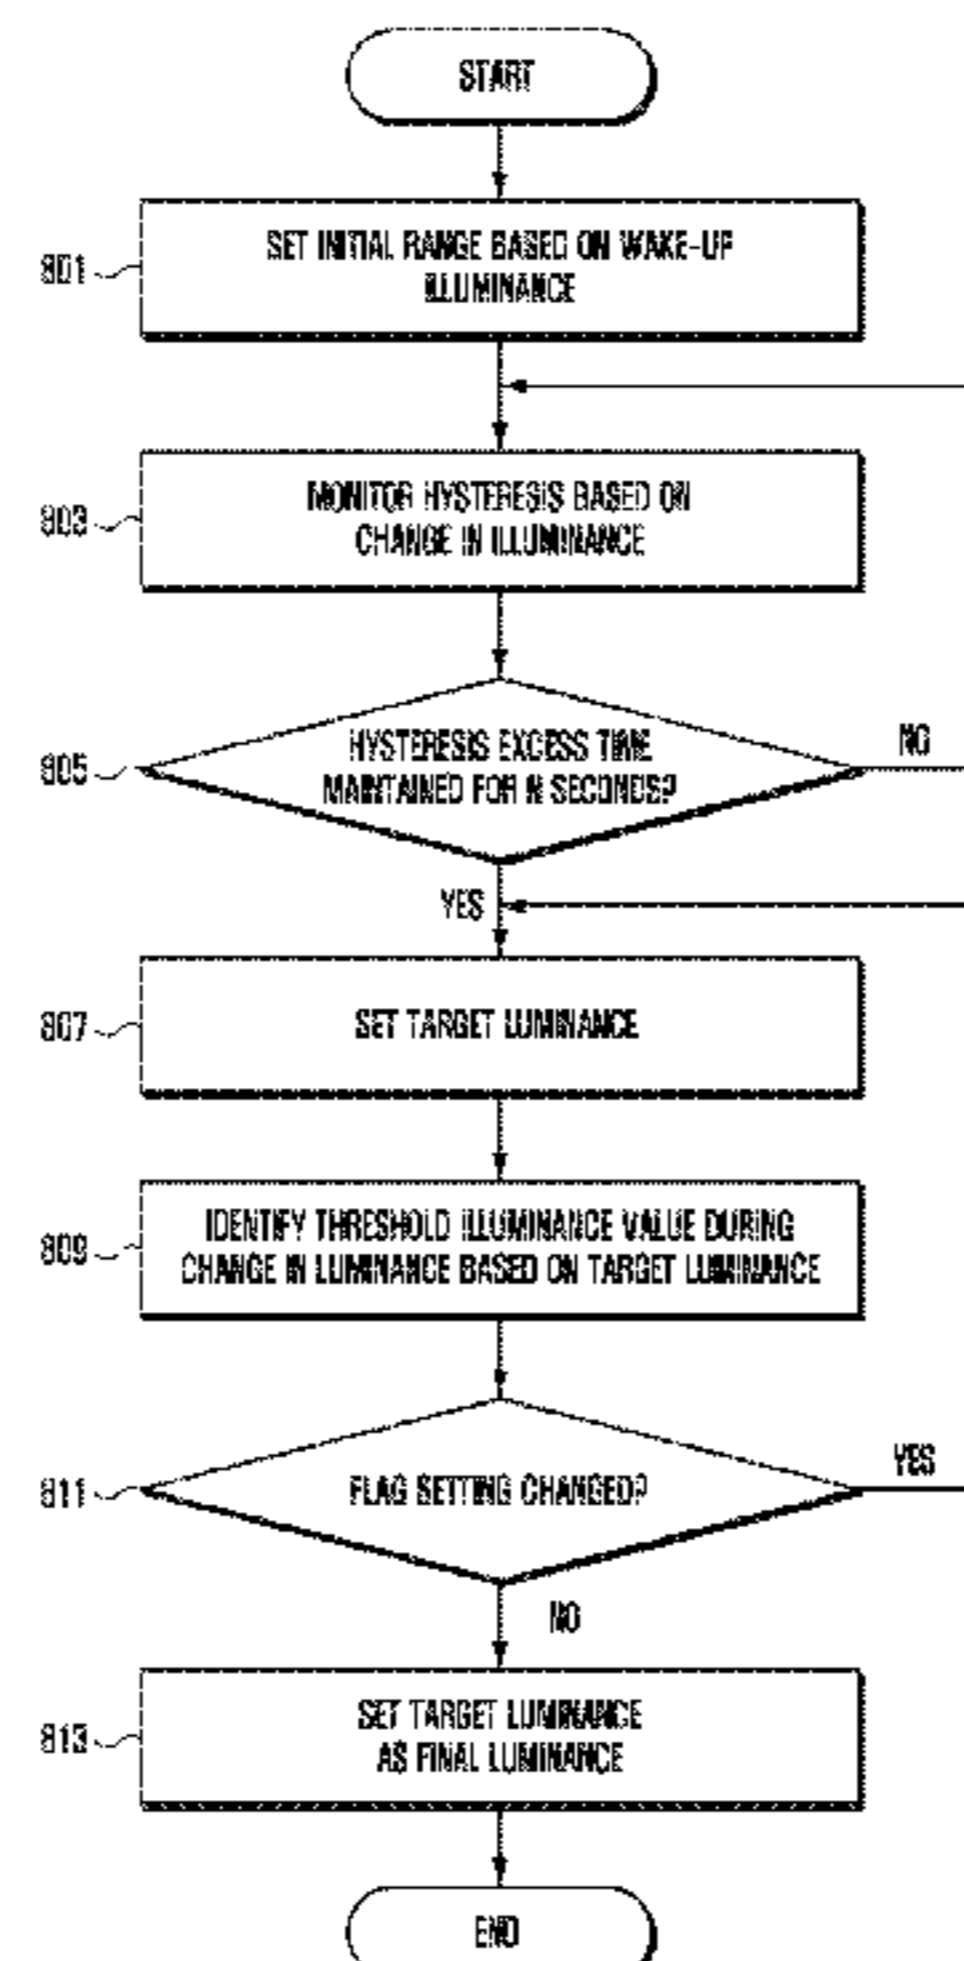 START
801
SET INITIAL RANGE BASED ON WAKE-UP
ILLUMINANCE
803
MONITOR HYSTERESIS BASED ON
CHANGE IN ILLUMINANCE
805
HYSTERESIS EXCESS TIME
MAINTAINED FOR N SECONDS?
NO
YES
807
SET TARGET LUMINANCE
809
IDENTIFY THRESHOLD ILLUMINANCE VALUE DURING
CHANGE IN LUMINANCE BASED ON TARGET LUMINANCE
811
FLAG SETTING CHANGED?
YES
NO
813
SET TARGET LUMINANCE
AS FINAL LUMINANCE
END